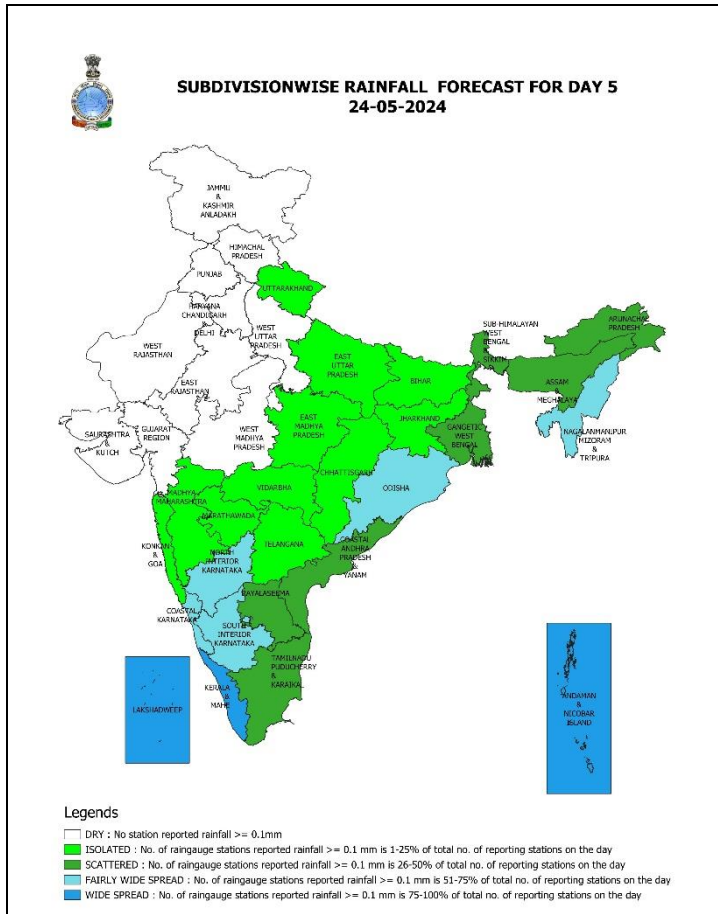 SUBDIVISIONWISE RAINFALL FORECAST FOR DAY 5
24-05-2024
JAMMU
&
KASHMIR
ANLADAKH
HIMACHAL
PRADESH
PUNJAB
UTTARAKHAND
HARYANA
CHANDIGARH
&
DELHI
WEST
UTTAR
PRADESH
WEST
RAJASTHAN
EAST
RAJASTHAN
EAST
UTTAR
PRADESH
BIHAR
SUB-HIMALAYAN
WEST
BENGAL
&
SIKKIM
ARUNACHAL
PRADESH
ASSAM
&
MEGHALAYA
NAGALANMANJPUR
MIZORAM
&
TRIPURA
SAURASHTRA
&
KUTCH
GUJARAT
REGION
WEST
MADHYA
PRADESH
EAST
MADHYA
PRADESH
JHARKHAND
GANGETIC
WEST
BENGAL
CHHATTISGARH
ODISHA
MADHYA
MAHARASHTRA
VIDARBHA
MARATHAWADA
KONKAN
&
GOA
TELANGANA
COASTAL
ANDHRA
PRADESH
&
YANAM
NORTH
INTERIOR
KARNATAKA
RAYALASEEMA
COASTAL
KARNATAKA
SOUTH
INTERIOR
KARNATAKA
TAMILNADU
PUDUCHERRY
&
KARAIKAL
KERALA
&
MAHE
LAKSHADWEEP
ANDAMAN
&
NICOBAR
ISLAND
Legends
DRY : No station reported rainfall >= 0.1mm
ISOLATED : No. of raingauge stations reported rainfall >= 0.1 mm is 1-25% of total no. of reporting stations on the day
SCATTERED : No. of raingauge stations reported rainfall >= 0.1 mm is 26-50% of total no. of reporting stations on the day
FAIRLY WIDE SPREAD : No. of raingauge stations reported rainfall >= 0.1 mm is 51-75% of total no. of reporting stations on the day
WIDE SPREAD : No. of raingauge stations reported rainfall >= 0.1 mm is 75-100% of total no. of reporting stations on the day